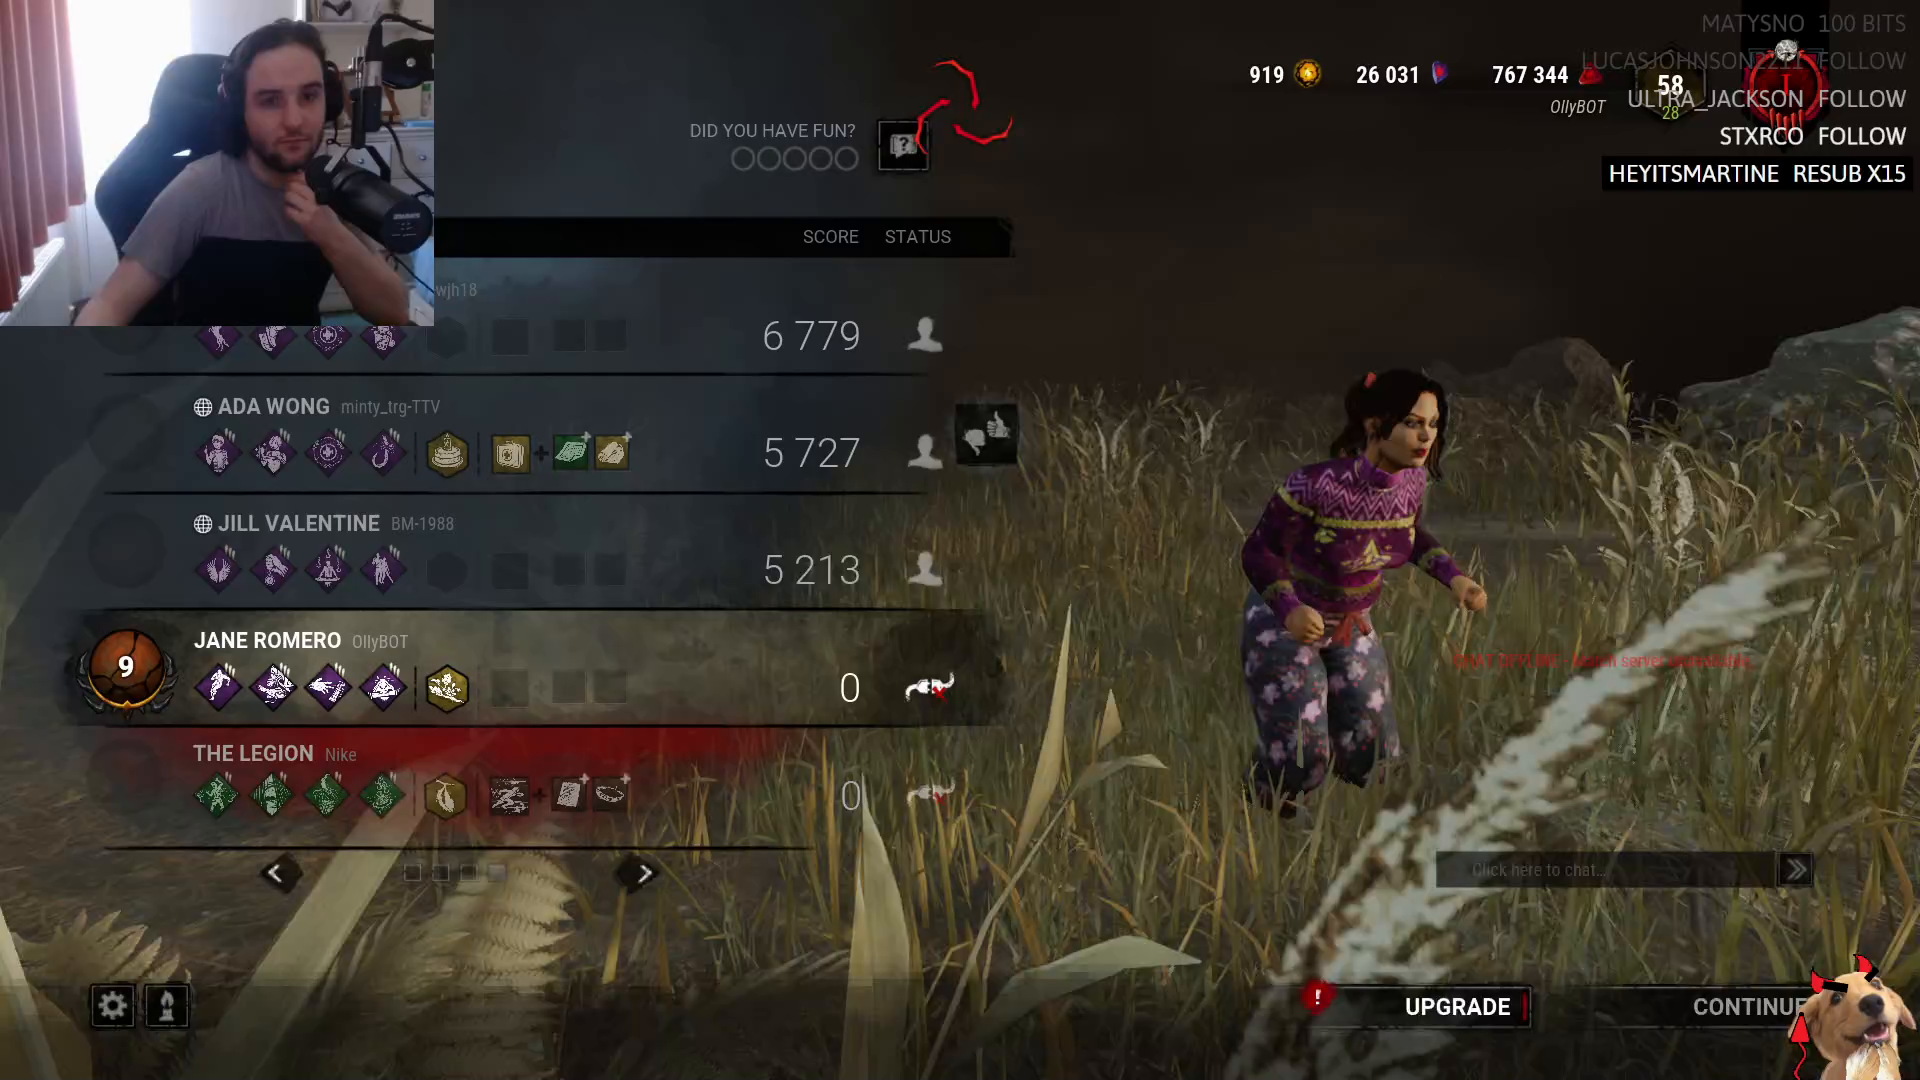 MATYSNO 100 BITS
LUCASJOHNSON2211 FOLLOW
919 26 031 767 344 58
OllyBOT 28
ULTRA_JACKSON FOLLOW
STXRCO FOLLOW
HEYITSMARTINE RESUB X15
DID YOU HAVE FUN?
SCORE STATUS
wjh18
6 779
ADA WONG minty_trg-TTV
5 727
JILL VALENTINE BM-1988
5 213
JANE ROMERO OllyBOT
9
0
THE LEGION Nike
0
Click here to chat...
UPGRADE
CONTINUE